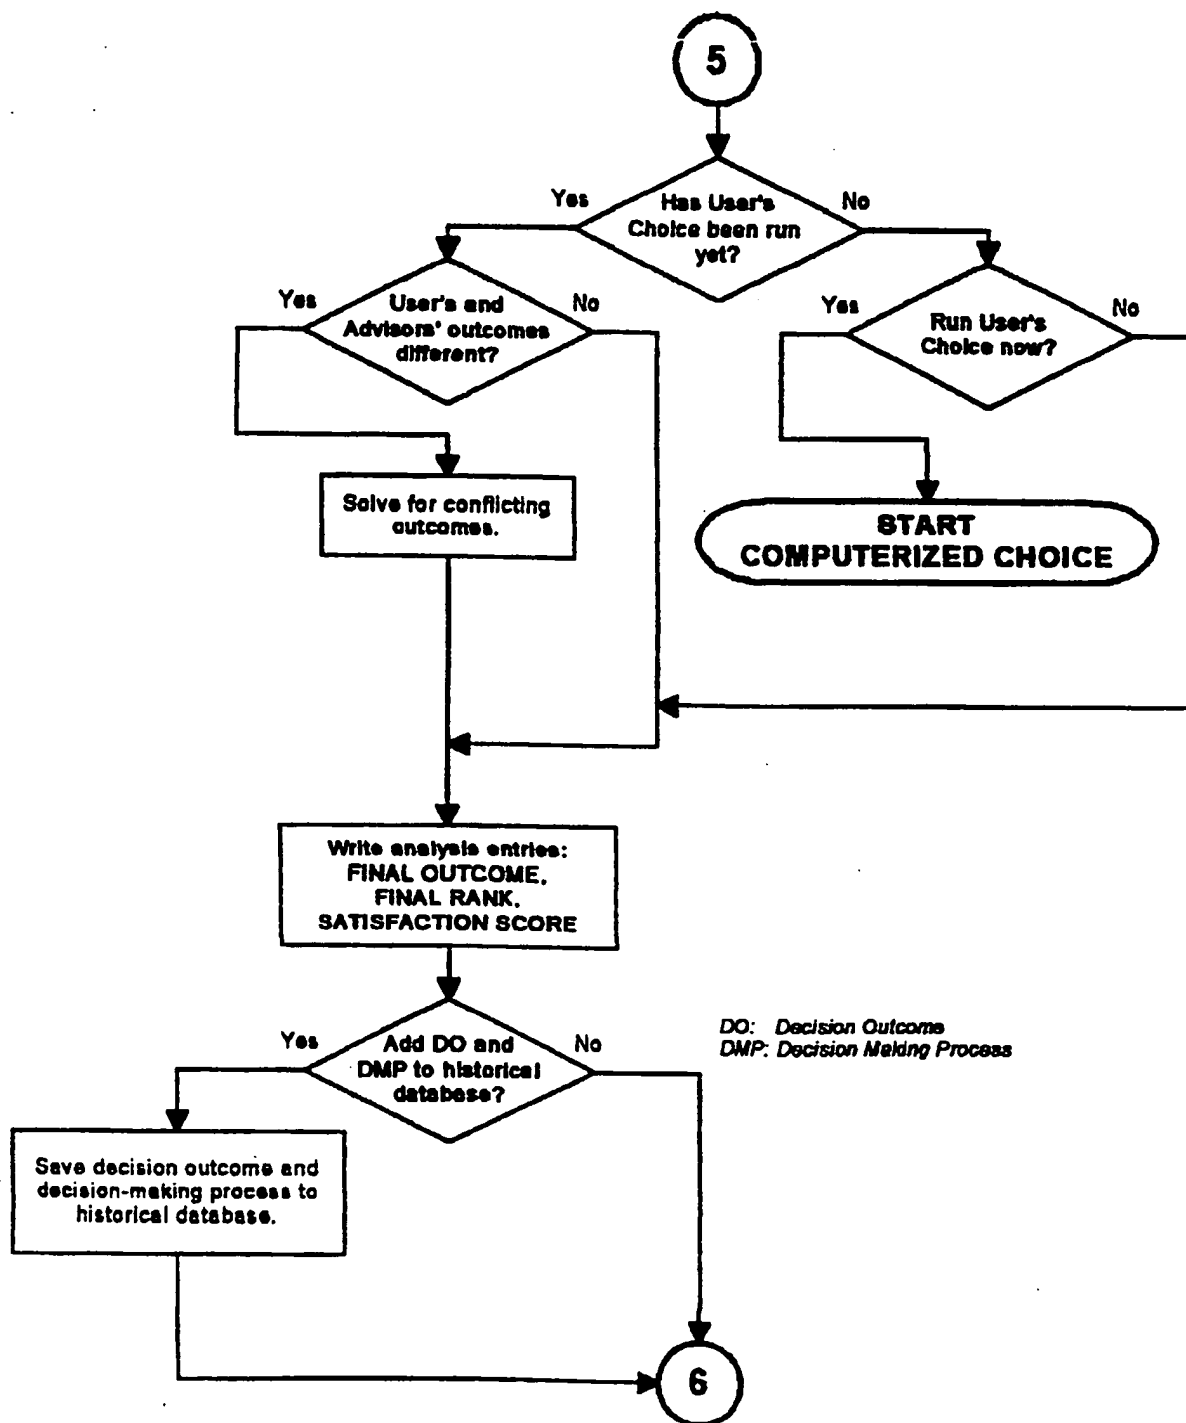 5
Has User's
Choice been run
yet?
Yes
No
User's and
Advisors' outcomes
different?
Yes
No
Run User's
Choice now?
Yes
No
Solve for conflicting
outcomes.
START
COMPUTERIZED CHOICE
Write analysis entries:
FINAL OUTCOME,
FINAL RANK,
SATISFACTION SCORE
Add DO and
DMP to historical
database?
Yes
No
DO: Decision Outcome
DMP: Decision Making Process
Save decision outcome and
decision-making process to
historical database.
6